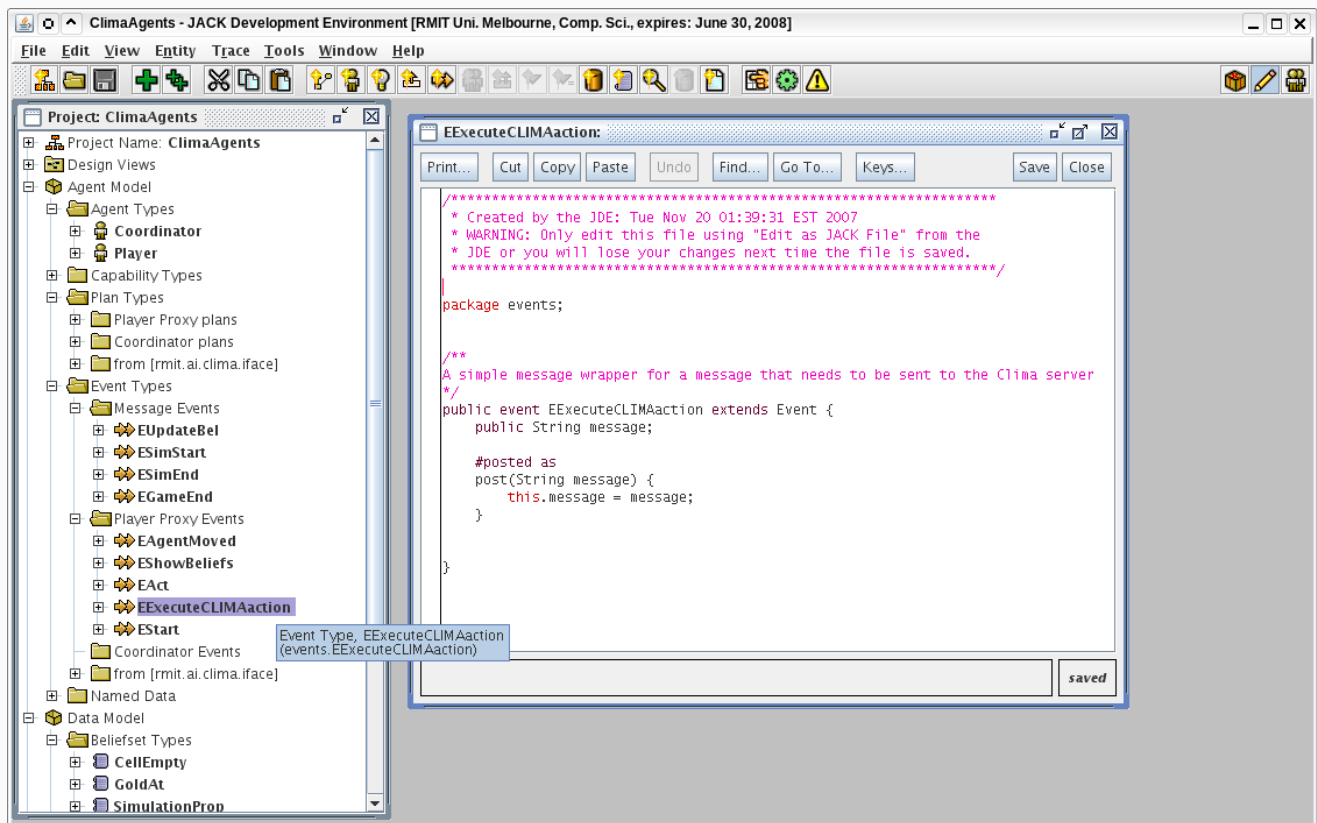 ClimaAgents - JACK Development Environment [RMIT Uni. Melbourne, Comp. Sci., expires: June 30, 2008]
File Edit View Entity Trace Tools Window Help
Project: ClimaAgents
Project Name: ClimaAgents
Design Views
Agent Model
Agent Types
Coordinator
Player
Capability Types
Plan Types
Player Proxy plans
Coordinator plans
from [rmit.ai.clima.iface]
Event Types
Message Events
EUpdateBel
ESimStart
ESimEnd
EGameEnd
Player Proxy Events
EAgentMoved
EShowBeliefs
EAct
EExecuteCLIMAaction
EStart
Coordinator Events
from [rmit.ai.clima.iface]
Named Data
Data Model
Beliefset Types
CellEmpty
GoldAt
SimulationProp
Event Type, EExecuteCLIMAaction
(events.EExecuteCLIMAaction)
EExecuteCLIMAaction:
Print... Cut Copy Paste Undo Find... Go To... Keys... Save Close
/*******************************************************************
* Created by the JDE: Tue Nov 20 01:39:31 EST 2007
* WARNING: Only edit this file using "Edit as JACK File" from the
* JDE or you will lose your changes next time the file is saved.
*******************************************************************/
package events;
/**
A simple message wrapper for a message that needs to be sent to the Clima server
*/
public event EExecuteCLIMAaction extends Event {
public String message;
#posted as
post(String message) {
this.message = message;
}
}
saved